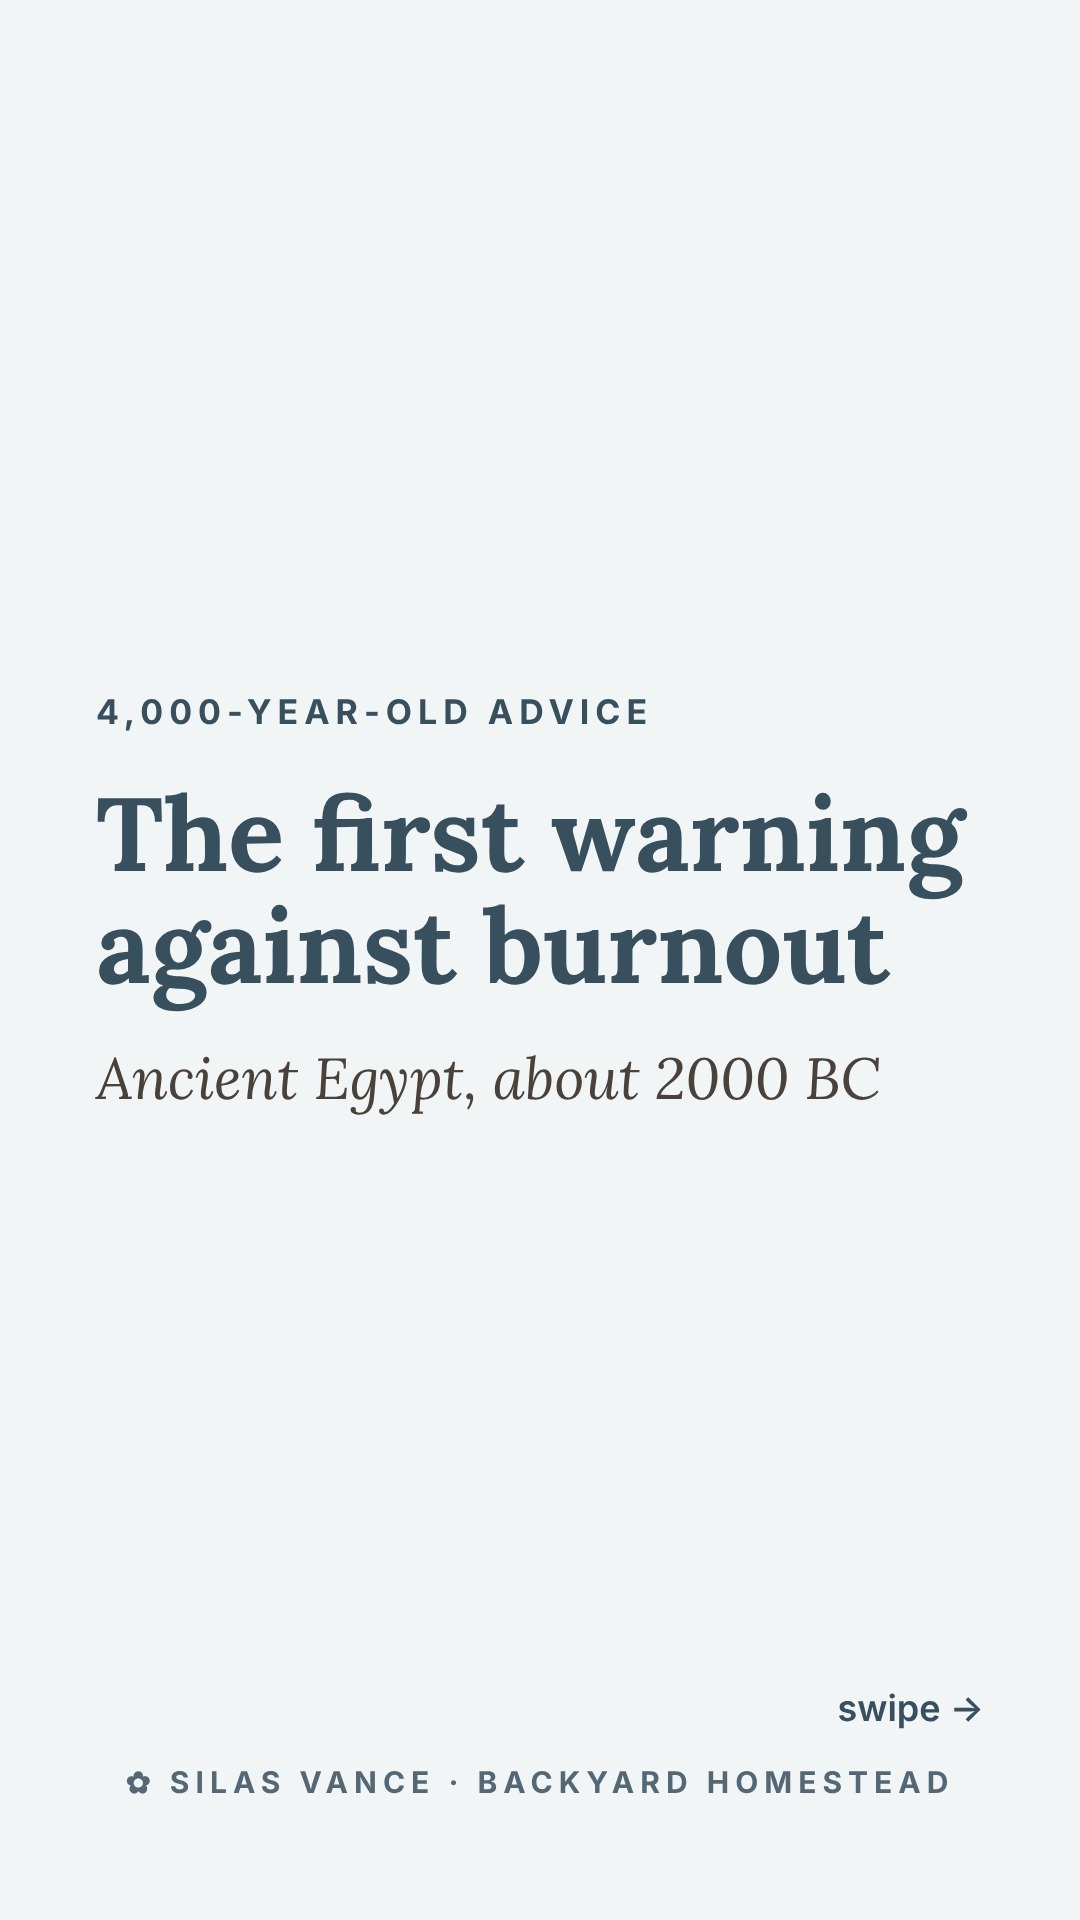 4,000-YEAR-OLD ADVICE
The first warning
against burnout
Ancient Egypt, about 2000 BC
swipe →
✿ SILAS VANCE · BACKYARD HOMESTEAD